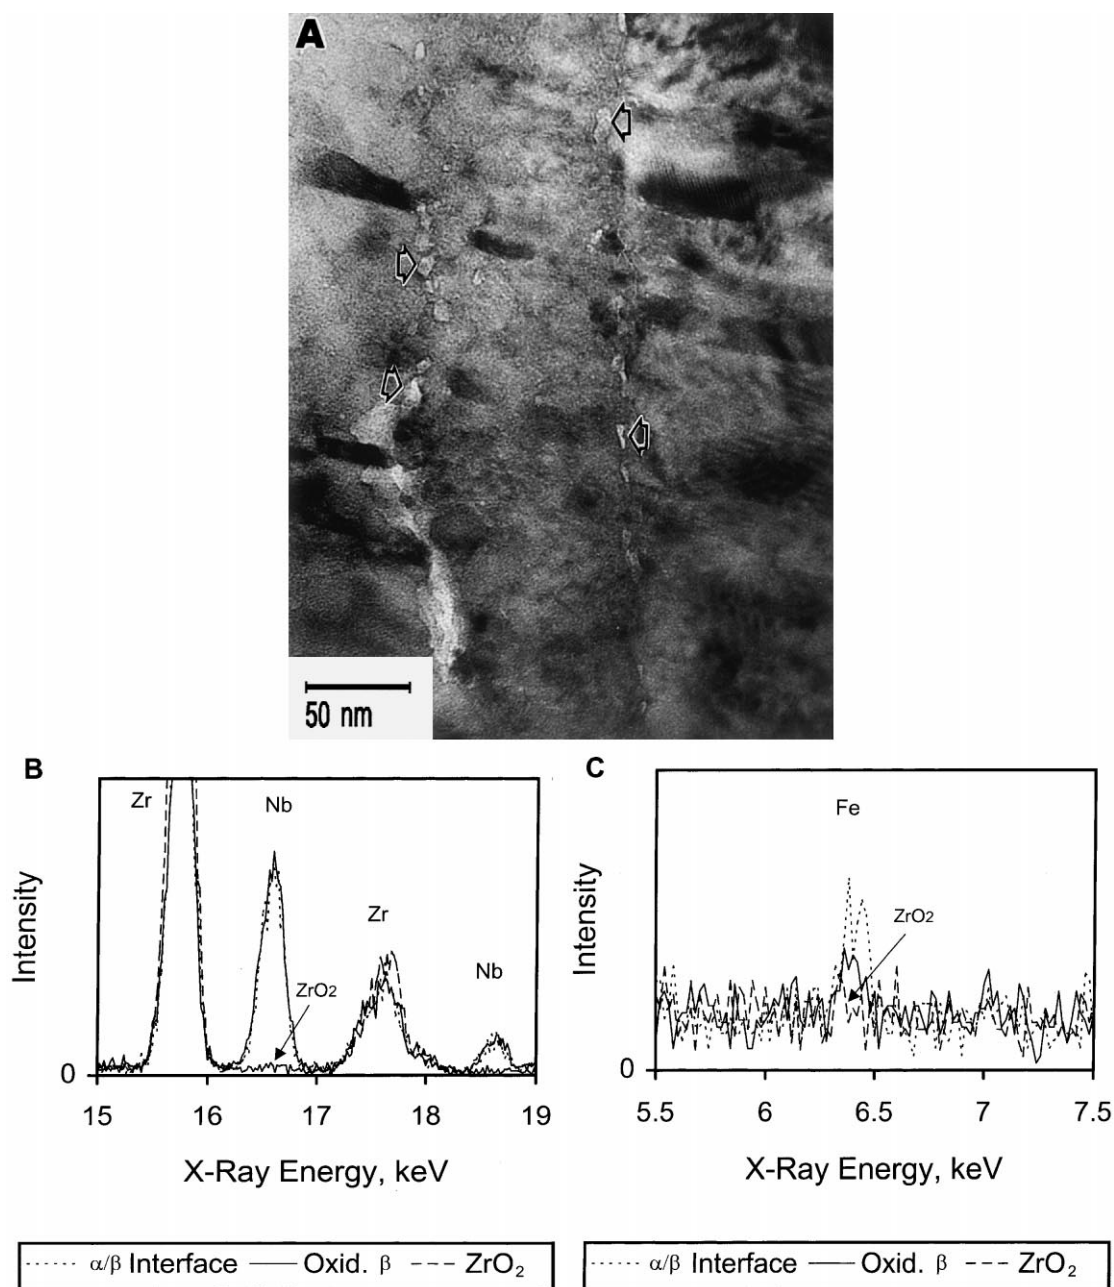 A
50 nm
B
Zr
Nb
Zr
Nb
ZrO2
Intensity
0
15 16 17 18 19
X-Ray Energy, keV
α/β Interface Oxid. β ZrO2
C
Fe
ZrO2
Intensity
0
5.5 6 6.5 7 7.5
X-Ray Energy, keV
α/β Interface Oxid. β ZrO2